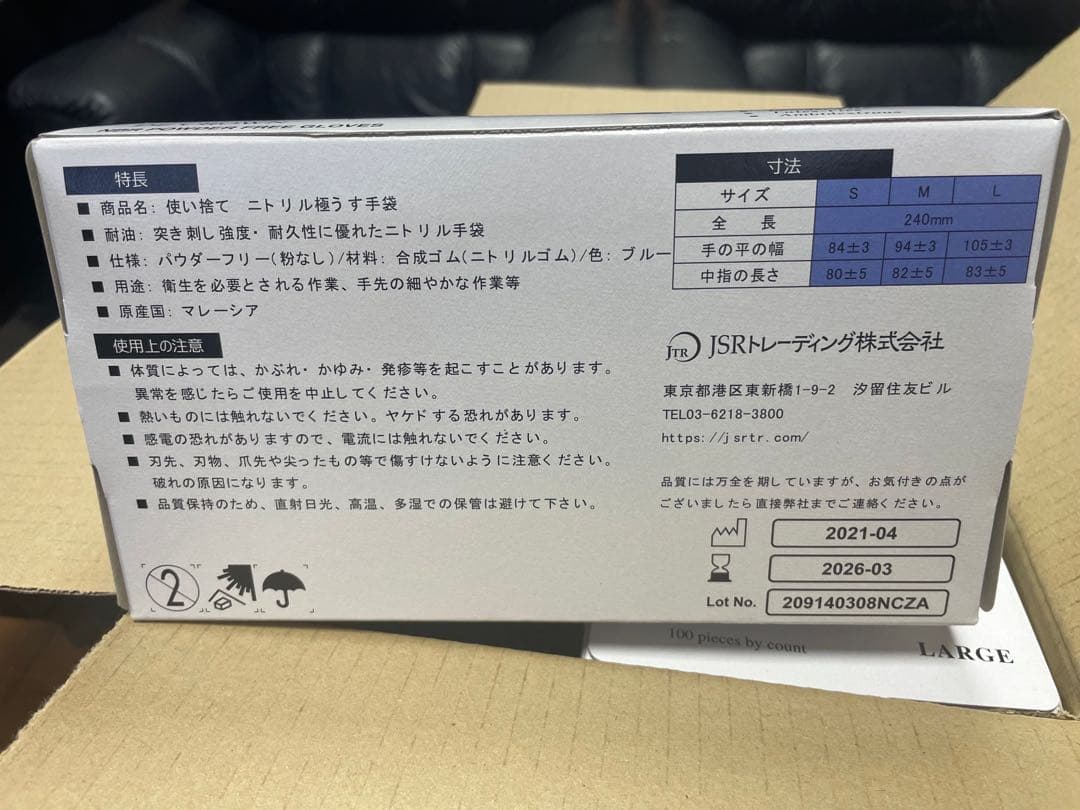 NBR POWDER FREE GLOVES
Ambidextrous
特長
■ 商品名: 使い捨て ニトリル極うす手袋
■ 耐油: 突き刺し強度・耐久性に優れたニトリル手袋
■ 仕様: パウダーフリー(粉なし)/材料: 合成ゴム(ニトリルゴム)/色: ブルー
■ 用途: 衛生を必要とされる作業、手先の細やかな作業等
■ 原産国: マレーシア
使用上の注意
■ 体質によっては、かぶれ・かゆみ・発疹等を起こすことがあります。
異常を感じたらご使用を中止してください。
■ 熱いものには触れないでください。ヤケドする恐れがあります。
■ 感電の恐れがありますので、電流には触れないでください。
■ 刃先、刃物、爪先や尖ったもの等で傷すけないように注意ください。
破れの原因になります。
■ 品質保持のため、直射日光、高温、多湿での保管は避けて下さい。
2
寸法
サイズ S M L
全 長 240mm
手の平の幅 84±3 94±3 105±3
中指の長さ 80±5 82±5 83±5
JTR JSRトレーディング株式会社
東京都港区東新橋1-9-2 汐留住友ビル
TEL03-6218-3800
https://jsrtr.com/
品質には万全を期していますが、お気付きの点が
ございましたら直接弊社までご連絡ください。
2021-04
2026-03
Lot No. 209140308NCZA
100 pieces by count
LARGE